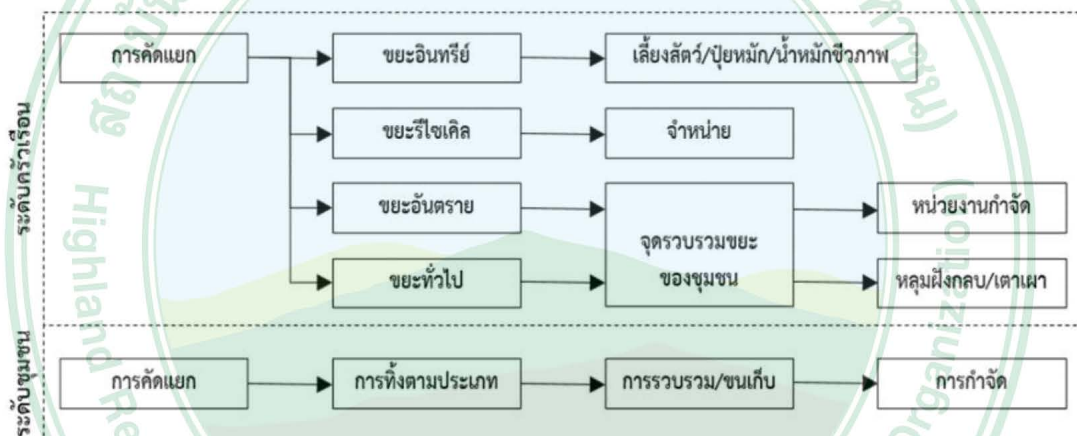 ระดับครัวเรือน
การคัดแยก
ขยะอินทรีย์
เลี้ยงสัตว์/ปุ๋ยหมัก/น้ำหมักชีวภาพ
ขยะรีไซเคิล
จำหน่าย
ขยะอันตราย
จุดรวบรวมขยะ
ของชุมชน
หน่วยงานกำจัด
ขยะทั่วไป
หลุมฝังกลบ/เตาเผา
ระดับชุมชน
การคัดแยก
การทิ้งตามประเภท
การรวบรวม/ขนเก็บ
การกำจัด
Highland
Organization)